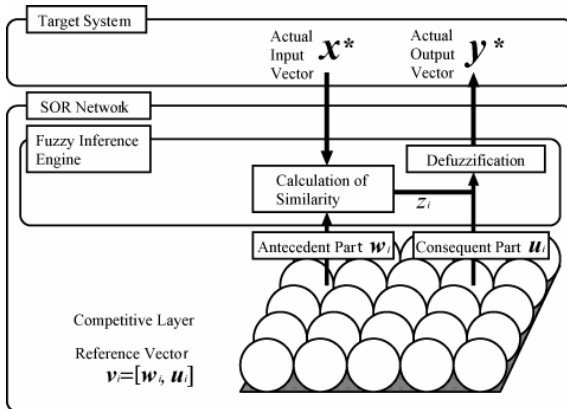 Target System
Actual
Input
Vector
x*
Actual
Output
Vector
y*
SOR Network
Fuzzy Inference
Engine
Calculation of
Similarity
Defuzzification
zi
Antecedent Part wi
Consequent Part ui
Competitive Layer
Reference Vector
vi=[wi, ui]